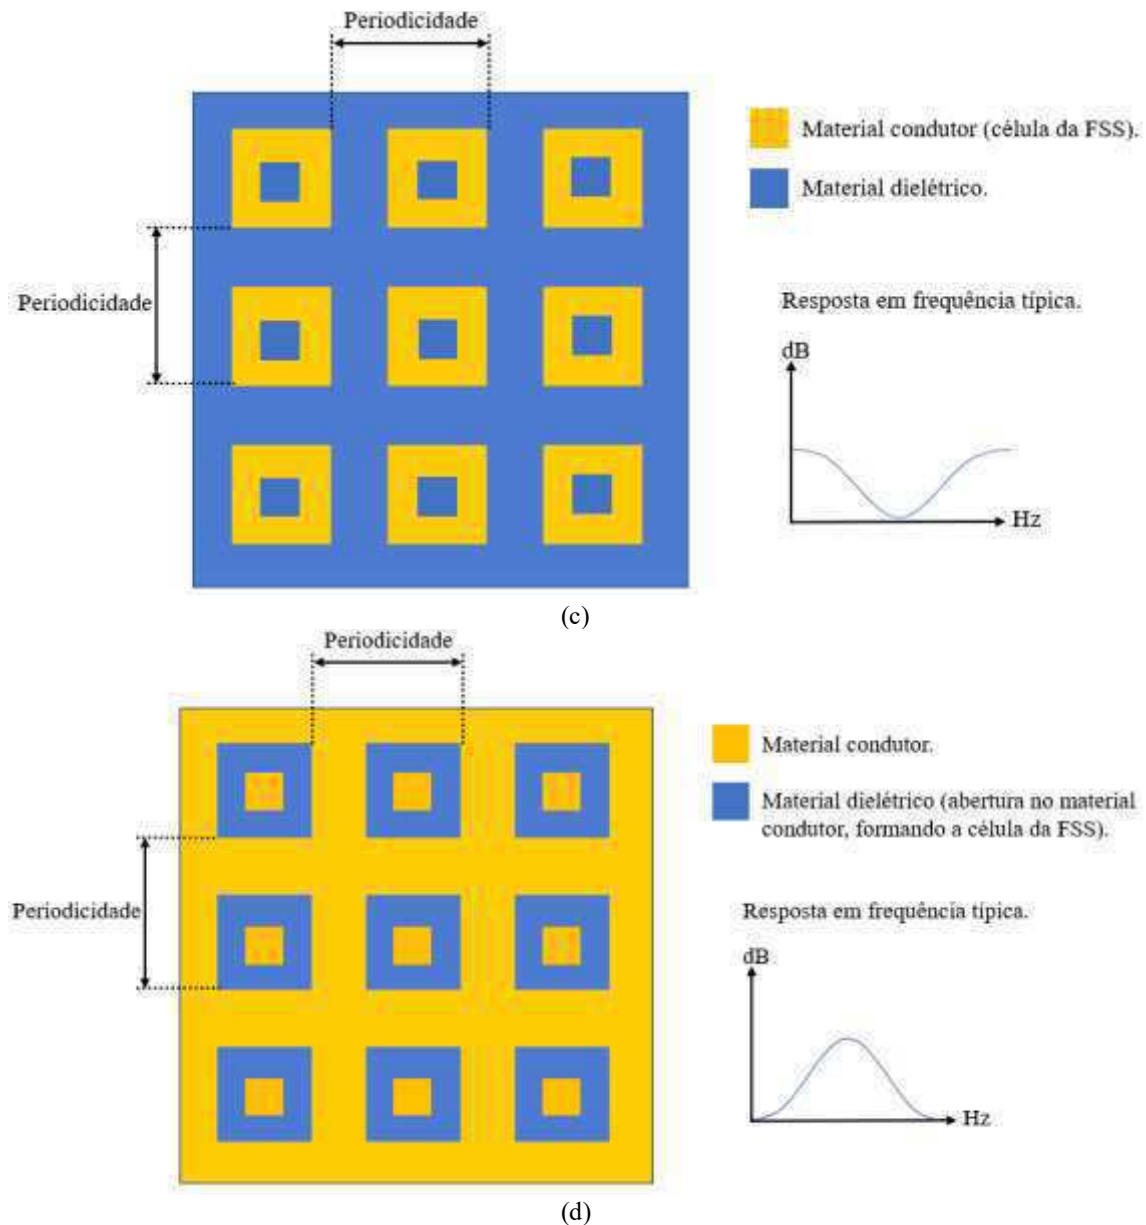 Periodicidade
Material condutor (célula da FSS).
Material dielétrico.
Periodicidade
Resposta em frequência típica.
dB
Hz
(c)
Periodicidade
Material condutor.
Material dielétrico (abertura no material
condutor, formando a célula da FSS).
Periodicidade
Resposta em frequência típica.
dB
Hz
(d)